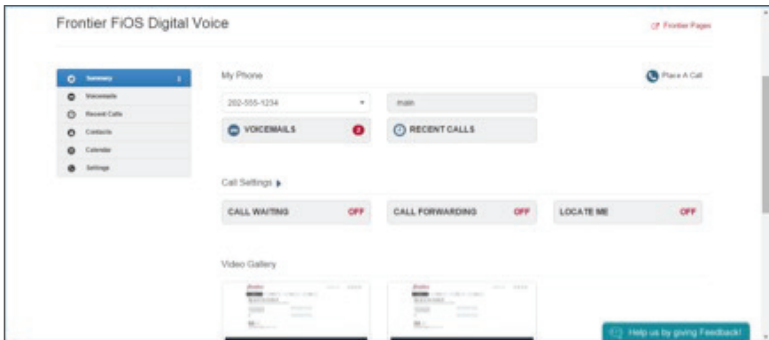 Frontier FiOS Digital Voice
Frontier Pages
Summary
Voicemails
Recent Calls
Contacts
Calendar
Settings
My Phone
Place A Call
202-555-1234
main
VOICEMAILS
RECENT CALLS
Call Settings
CALL WAITING OFF
CALL FORWARDING OFF
LOCATE ME OFF
Video Gallery
Help us by giving Feedback!